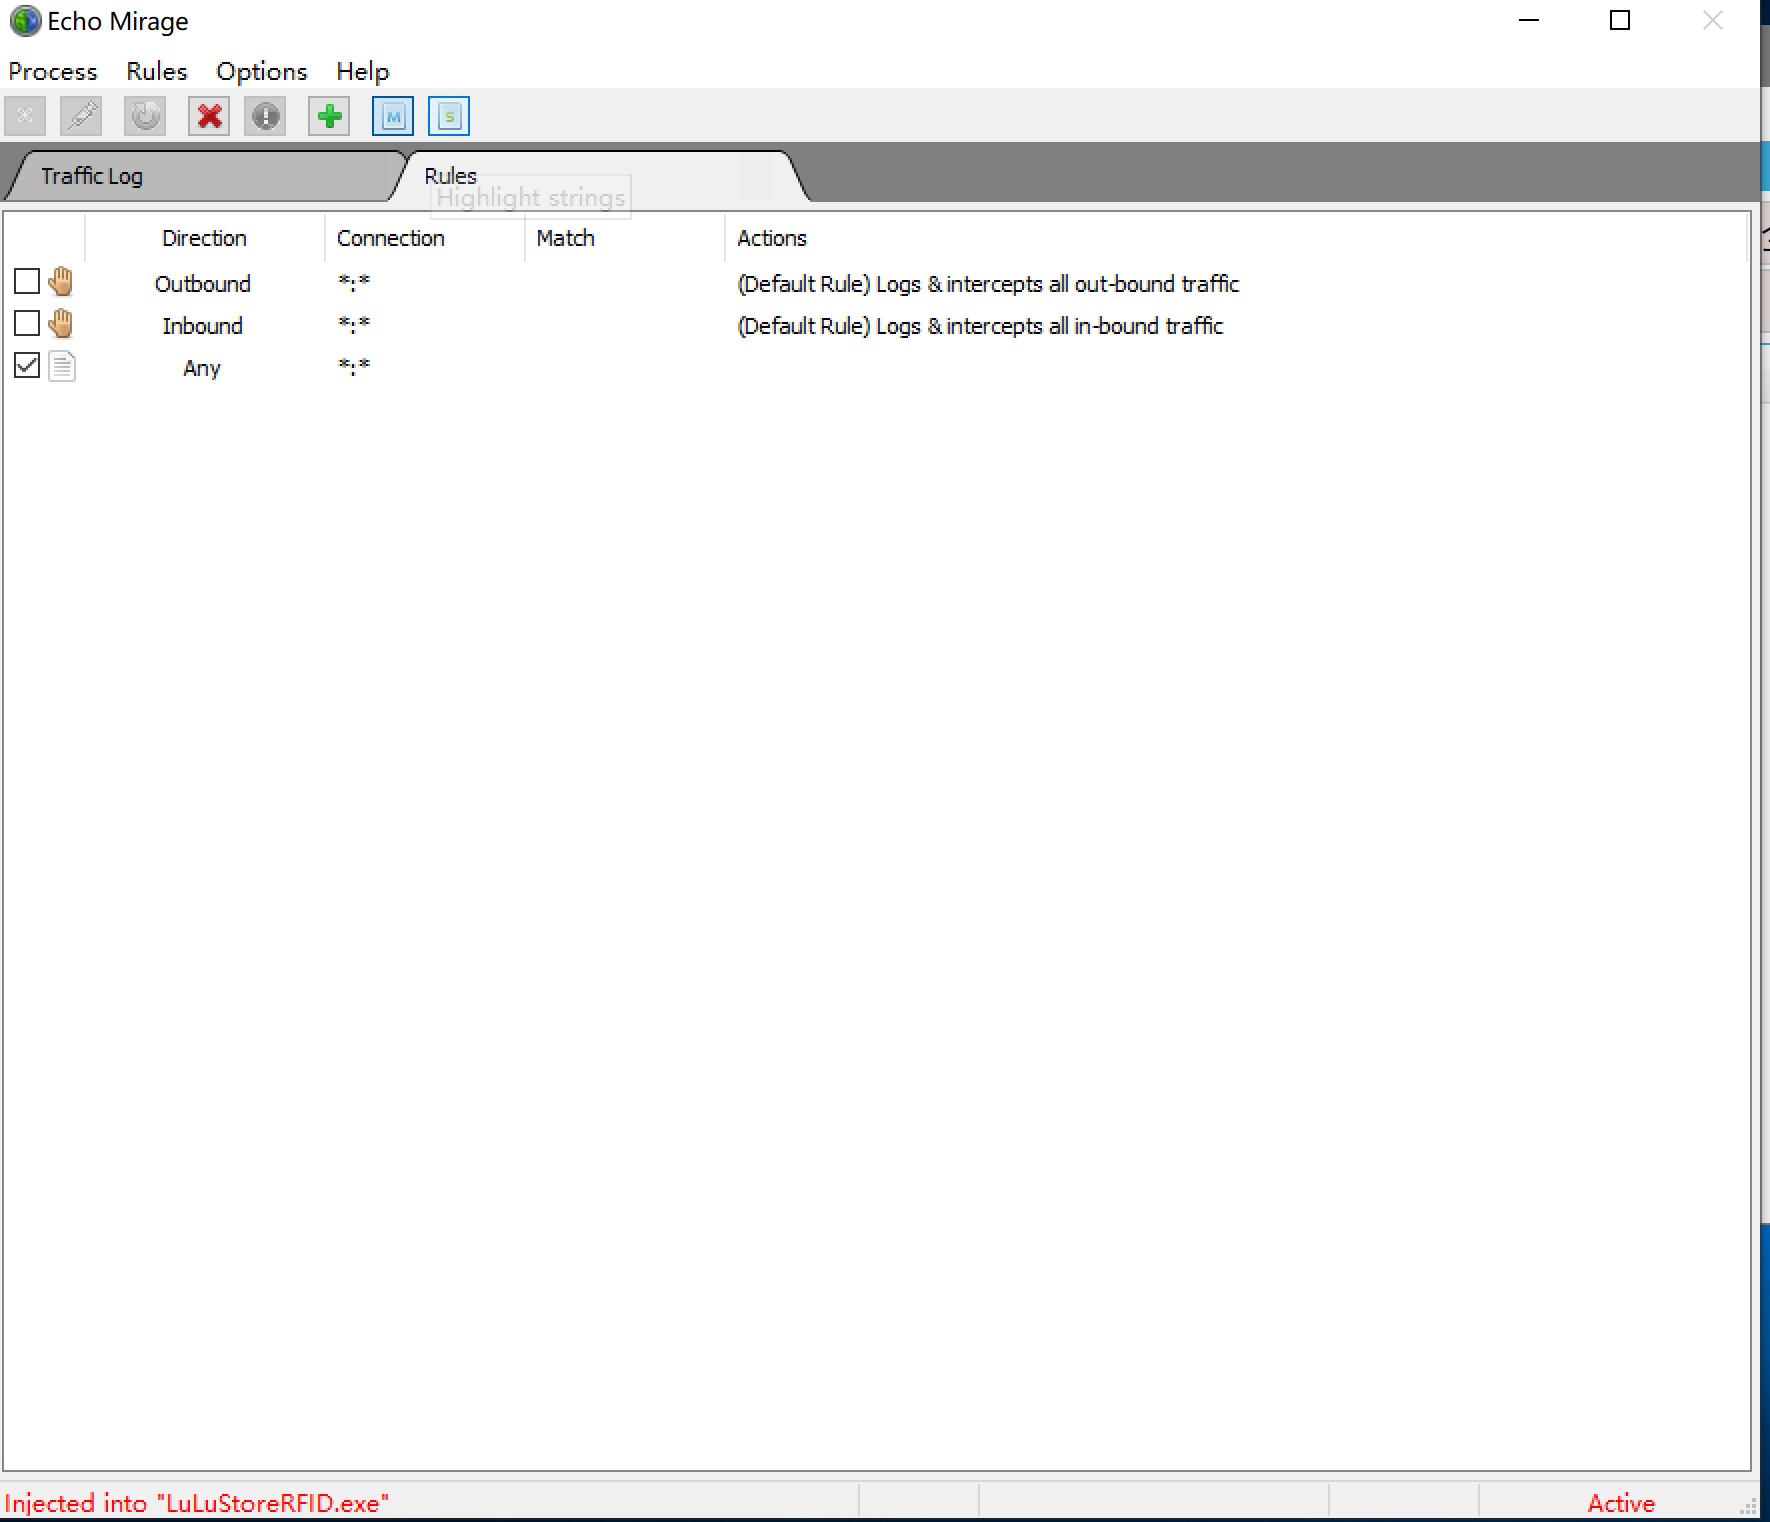 Echo Mirage
Process Rules Options Help
M S
Traffic Log Rules
Highlight strings
Direction Connection Match Actions
Outbound *:* (Default Rule) Logs & intercepts all out-bound traffic
Inbound *:* (Default Rule) Logs & intercepts all in-bound traffic
Any *:*
Injected into "LuLuStoreRFID.exe" Active